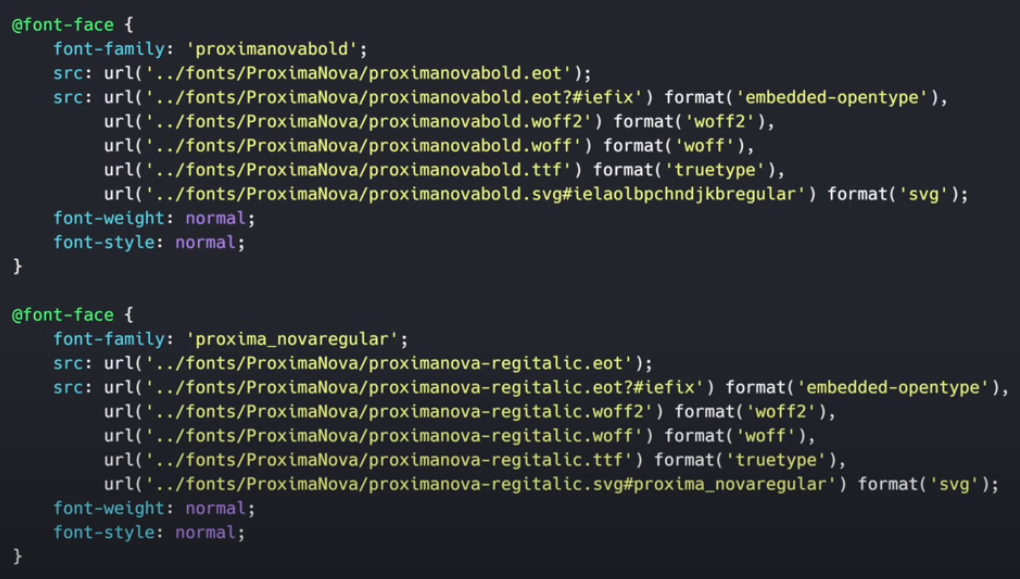 @font-face {
    font-family: 'proximanovabold';
    src: url('../fonts/ProximaNova/proximanovabold.eot');
    src: url('../fonts/ProximaNova/proximanovabold.eot?#iefix') format('embedded-opentype'),
         url('../fonts/ProximaNova/proximanovabold.woff2') format('woff2'),
         url('../fonts/ProximaNova/proximanovabold.woff') format('woff'),
         url('../fonts/ProximaNova/proximanovabold.ttf') format('truetype'),
         url('../fonts/ProximaNova/proximanovabold.svg#ielaolbpchndjkbregular') format('svg');
    font-weight: normal;
    font-style: normal;
}

@font-face {
    font-family: 'proxima_novaregular';
    src: url('../fonts/ProximaNova/proximanova-regitalic.eot');
    src: url('../fonts/ProximaNova/proximanova-regitalic.eot?#iefix') format('embedded-opentype'),
         url('../fonts/ProximaNova/proximanova-regitalic.woff2') format('woff2'),
         url('../fonts/ProximaNova/proximanova-regitalic.woff') format('woff'),
         url('../fonts/ProximaNova/proximanova-regitalic.ttf') format('truetype'),
         url('../fonts/ProximaNova/proximanova-regitalic.svg#proxima_novaregular') format('svg');
    font-weight: normal;
    font-style: normal;
}